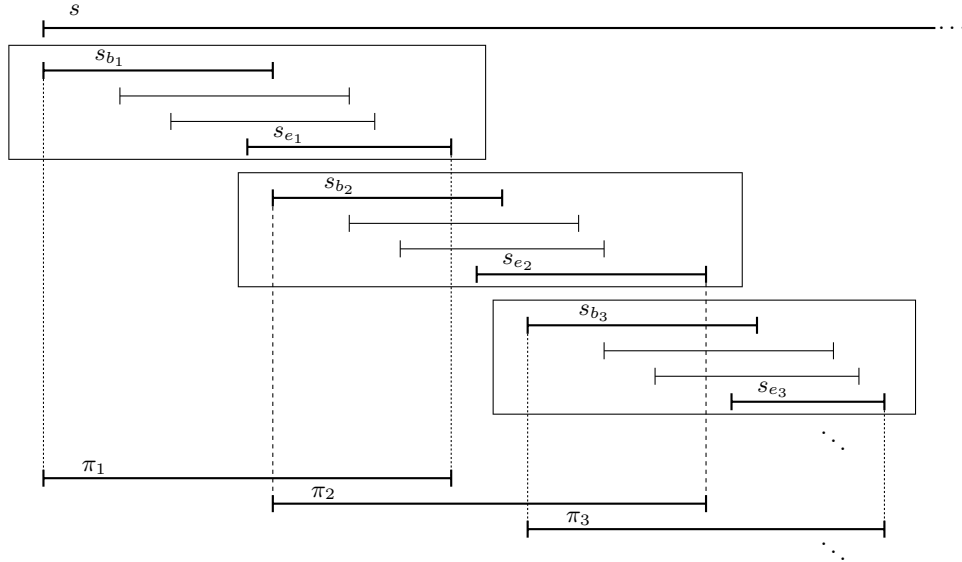 s
⋯
s_{b_1}
s_{e_1}
s_{b_2}
s_{e_2}
s_{b_3}
s_{e_3}
⋱
π_1
π_2
π_3
⋱